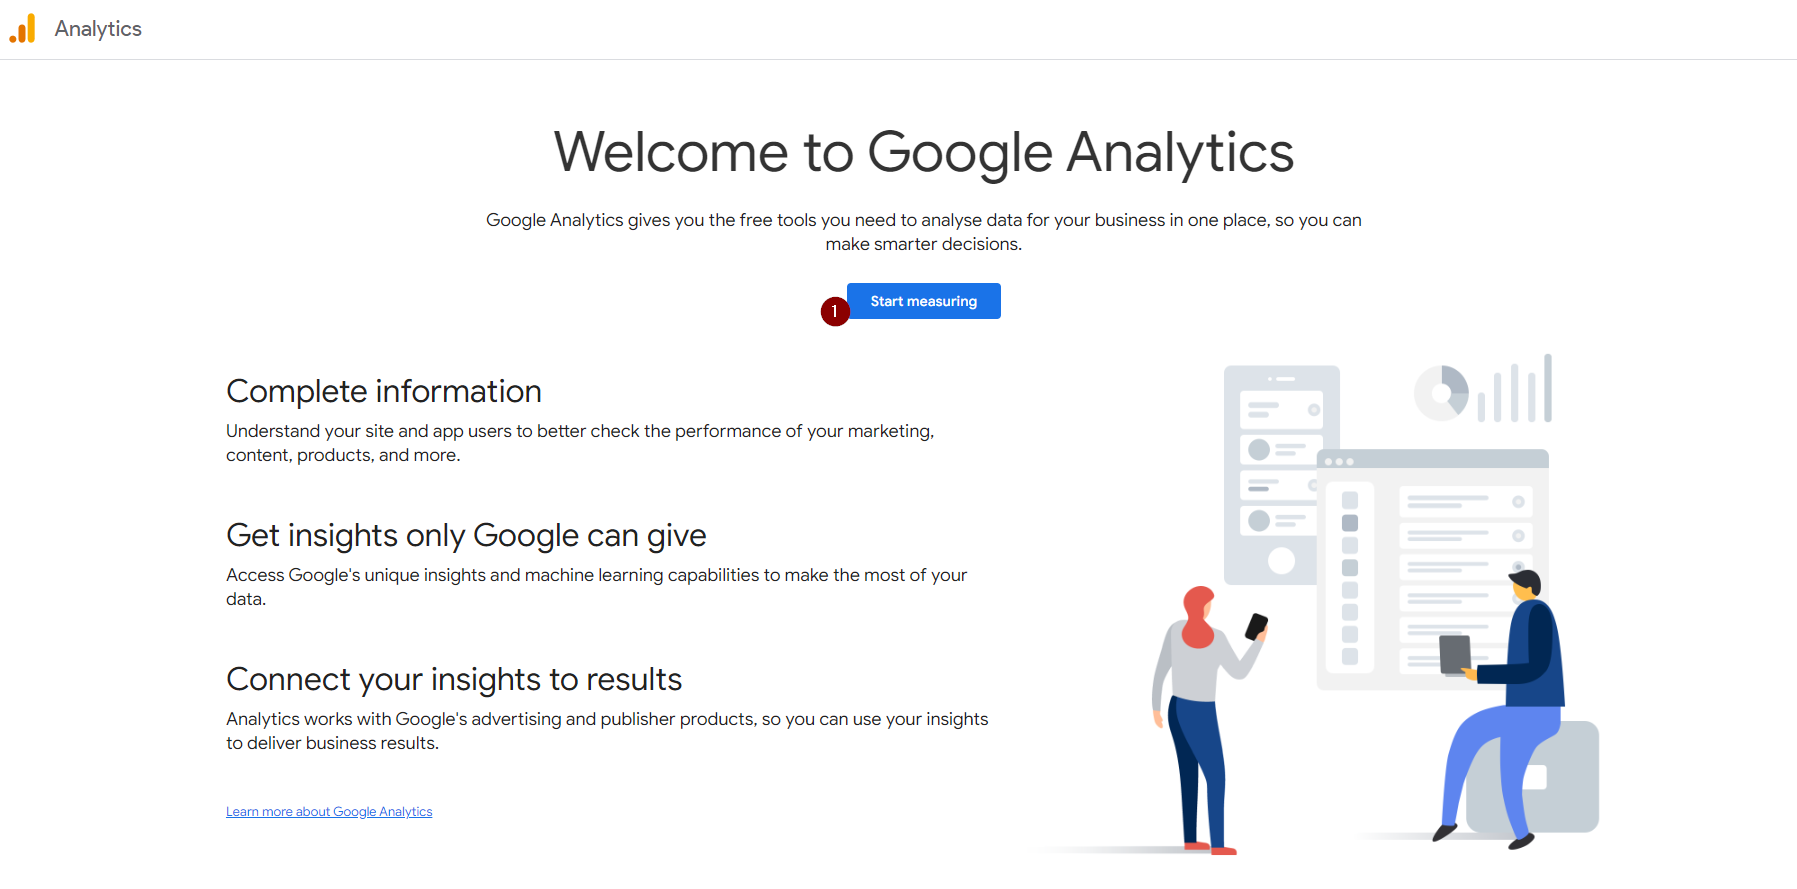 Analytics
Welcome to Google Analytics
Google Analytics gives you the free tools you need to analyse data for your business in one place, so you can
make smarter decisions.
1
Start measuring
Complete information
Understand your site and app users to better check the performance of your marketing,
content, products, and more.
Get insights only Google can give
Access Google's unique insights and machine learning capabilities to make the most of your
data.
Connect your insights to results
Analytics works with Google's advertising and publisher products, so you can use your insights
to deliver business results.
Learn more about Google Analytics